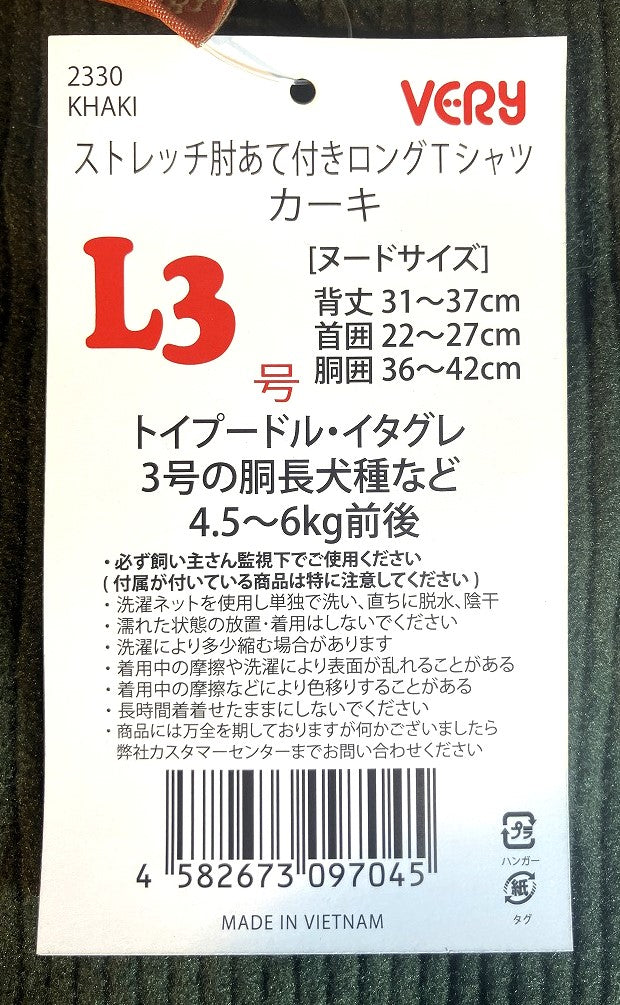 2330
KHAKI
VERY
ストレッチ肘あて付きロングTシャツ
カーキ
L3
号
[ヌードサイズ]
背丈 31～37cm
首囲 22～27cm
胴囲 36～42cm
トイプードル・イタグレ
3号の胴長犬種など
4.5～6kg前後
・必ず飼い主さん監視下でご使用ください
(付属が付いている商品は特に注意してください)
・洗濯ネットを使用し単独で洗い、直ちに脱水、陰干
・濡れた状態の放置・着用はしないでください
・洗濯により多少縮む場合があります
・着用中の摩擦や洗濯により表面が乱れることがある
・着用中の摩擦などにより色移りすることがある
・長時間着着せたままにしないでください
・商品には万全を期しておりますが何かございましたら
弊社カスタマーセンターまでお問い合わせください
4 582673 097045
プラ
ハンガー
紙
タグ
MADE IN VIETNAM